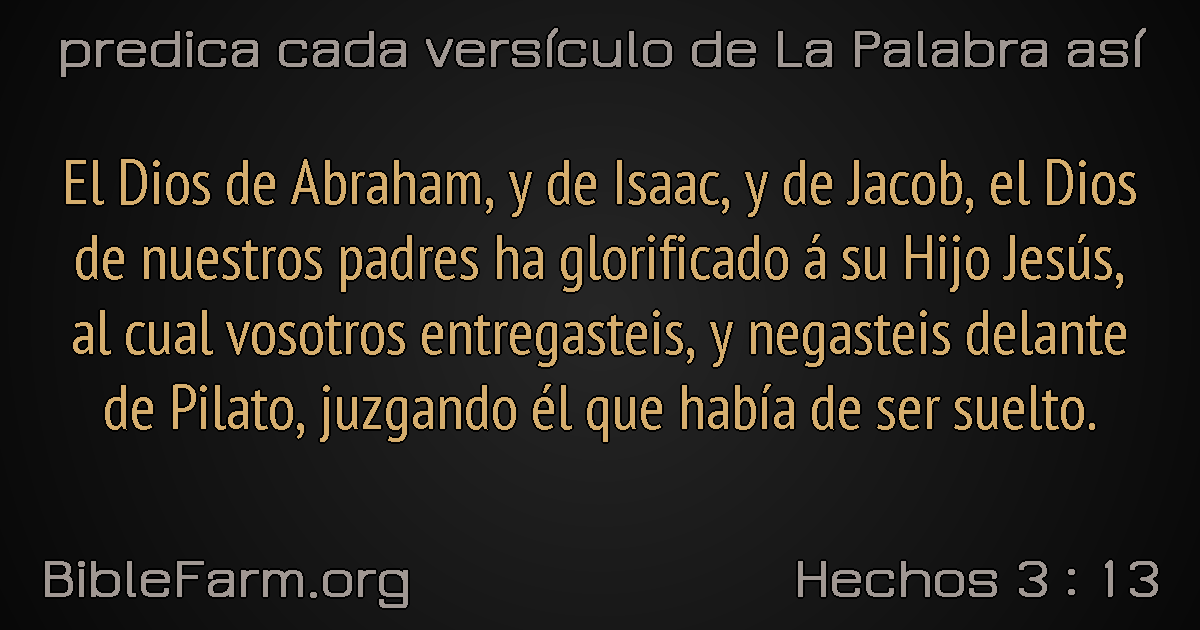 predica cada versículo de La Palabra así
El Dios de Abraham, y de Isaac, y de Jacob, el Dios
de nuestros padres ha glorificado á su Hijo Jesús,
al cual vosotros entregasteis, y negasteis delante
de Pilato, juzgando él que había de ser suelto.
BibleFarm.org
Hechos 3 : 13